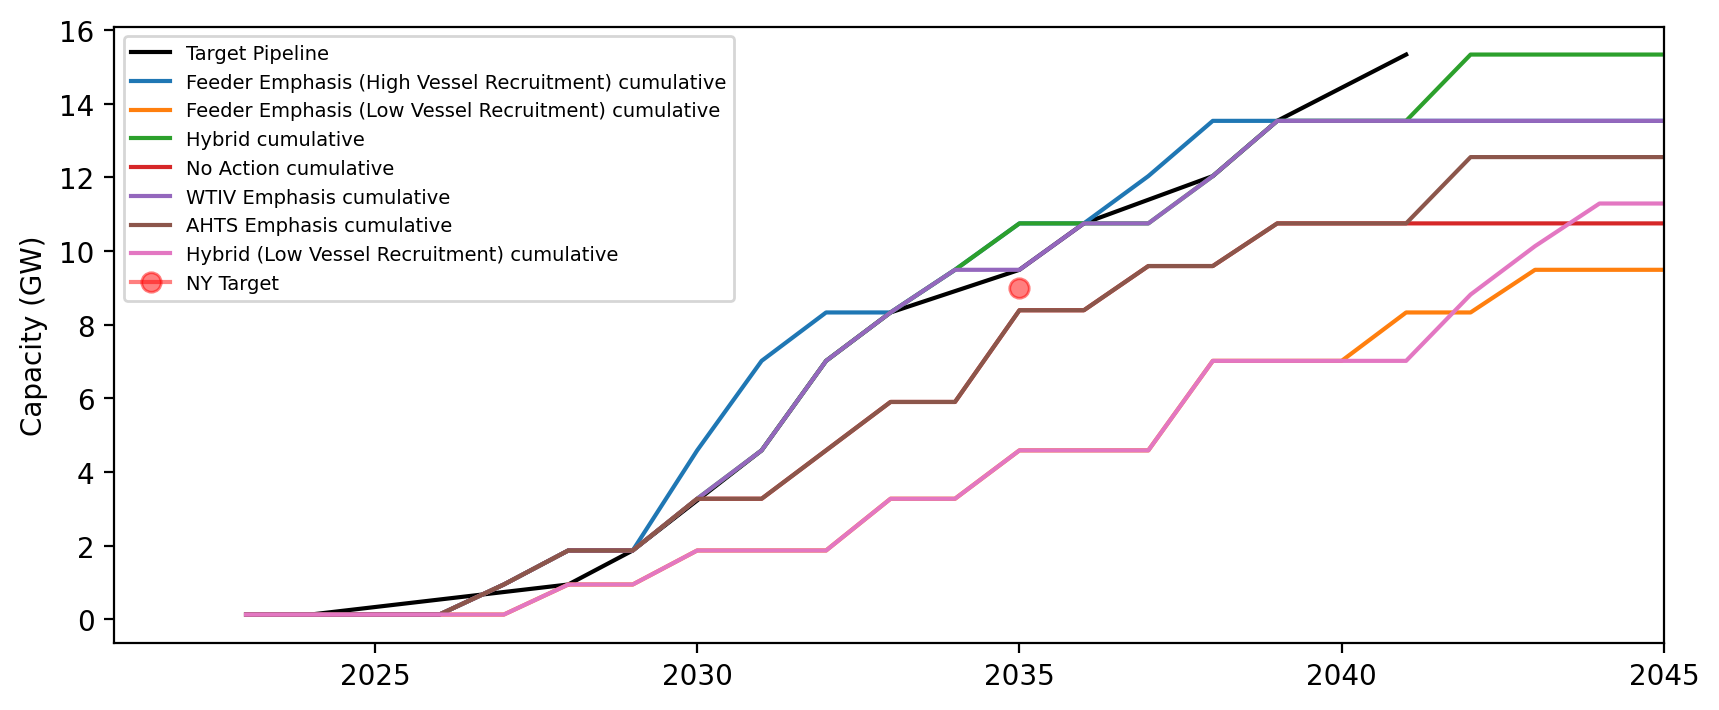 16
14
12
10
8
6
4
2
0
Capacity (GW)
Target Pipeline
Feeder Emphasis (High Vessel Recruitment) cumulative
Feeder Emphasis (Low Vessel Recruitment) cumulative
Hybrid cumulative
No Action cumulative
WTIV Emphasis cumulative
AHTS Emphasis cumulative
Hybrid (Low Vessel Recruitment) cumulative
NY Target
2025 2030 2035 2040 2045